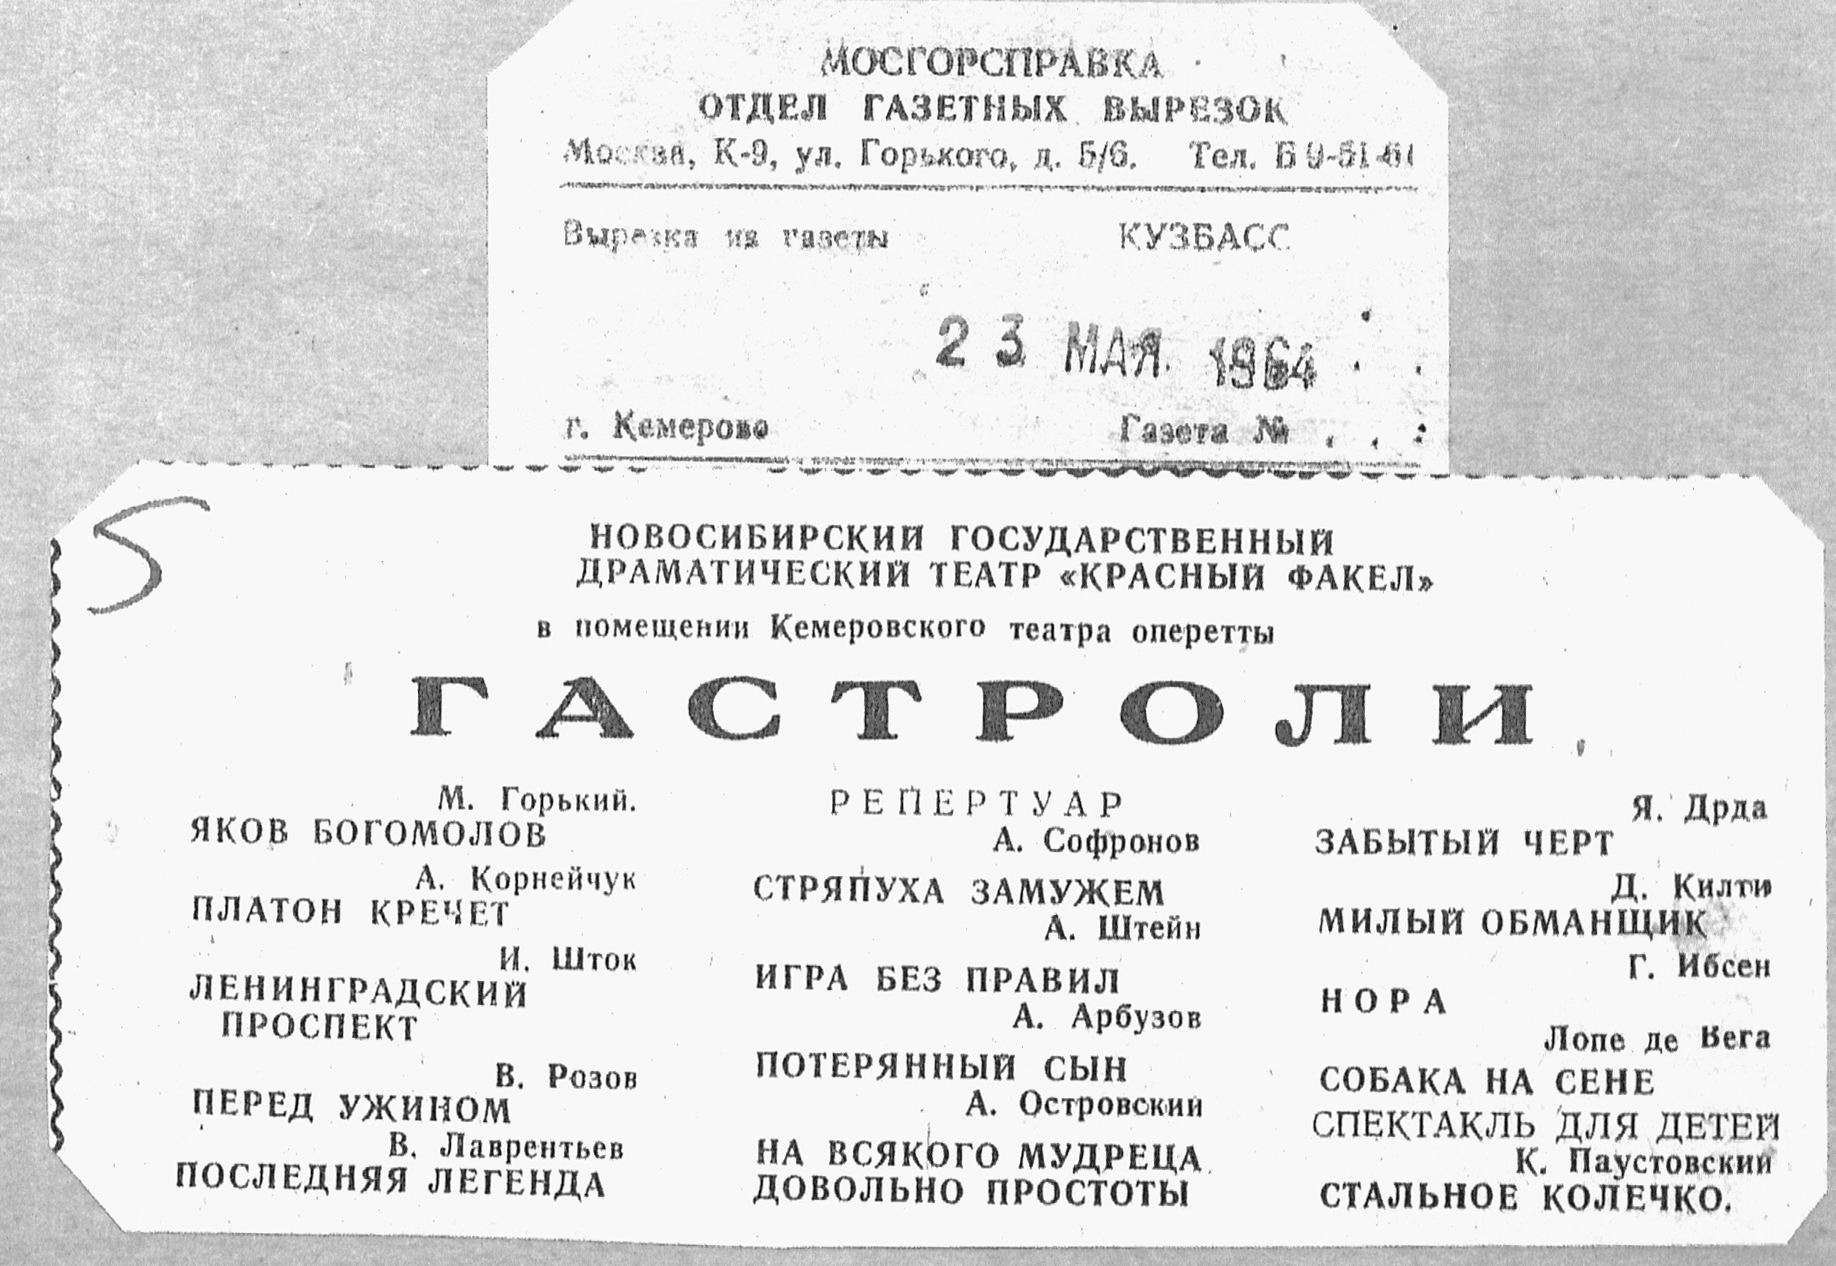 МОСГОРСПРАВКА
ОТДЕЛ ГАЗЕТНЫХ ВЫРЕЗОК
Москва, К-9, ул. Горького, д. 5/6. Тел. Б 9-51-61
Вырезка из газеты КУЗБАСС
23 МАЯ 1964
г. Кемерово Газета № . . :
5
НОВОСИБИРСКИЙ ГОСУДАРСТВЕННЫЙ
ДРАМАТИЧЕСКИЙ ТЕАТР «КРАСНЫЙ ФАКЕЛ»
в помещении Кемеровского театра оперетты
ГАСТРОЛИ
М. Горький.
ЯКОВ БОГОМОЛОВ
А. Корнейчук
ПЛАТОН КРЕЧЕТ
И. Шток
ЛЕНИНГРАДСКИЙ
ПРОСПЕКТ
В. Розов
ПЕРЕД УЖИНОМ
В. Лаврентьев
ПОСЛЕДНЯЯ ЛЕГЕНДА
РЕПЕРТУАР
А. Софронов
СТРЯПУХА ЗАМУЖЕМ
А. Штейн
ИГРА БЕЗ ПРАВИЛ
А. Арбузов
ПОТЕРЯННЫЙ СЫН
А. Островский
НА ВСЯКОГО МУДРЕЦА
ДОВОЛЬНО ПРОСТОТЫ
Я. Дрда
ЗАБЫТЫЙ ЧЕРТ
Д. Килти
МИЛЫЙ ОБМАНЩИК
Г. Ибсен
НОРА
Лопе де Вега
СОБАКА НА СЕНЕ
СПЕКТАКЛЬ ДЛЯ ДЕТЕЙ
К. Паустовский
СТАЛЬНОЕ КОЛЕЧКО.